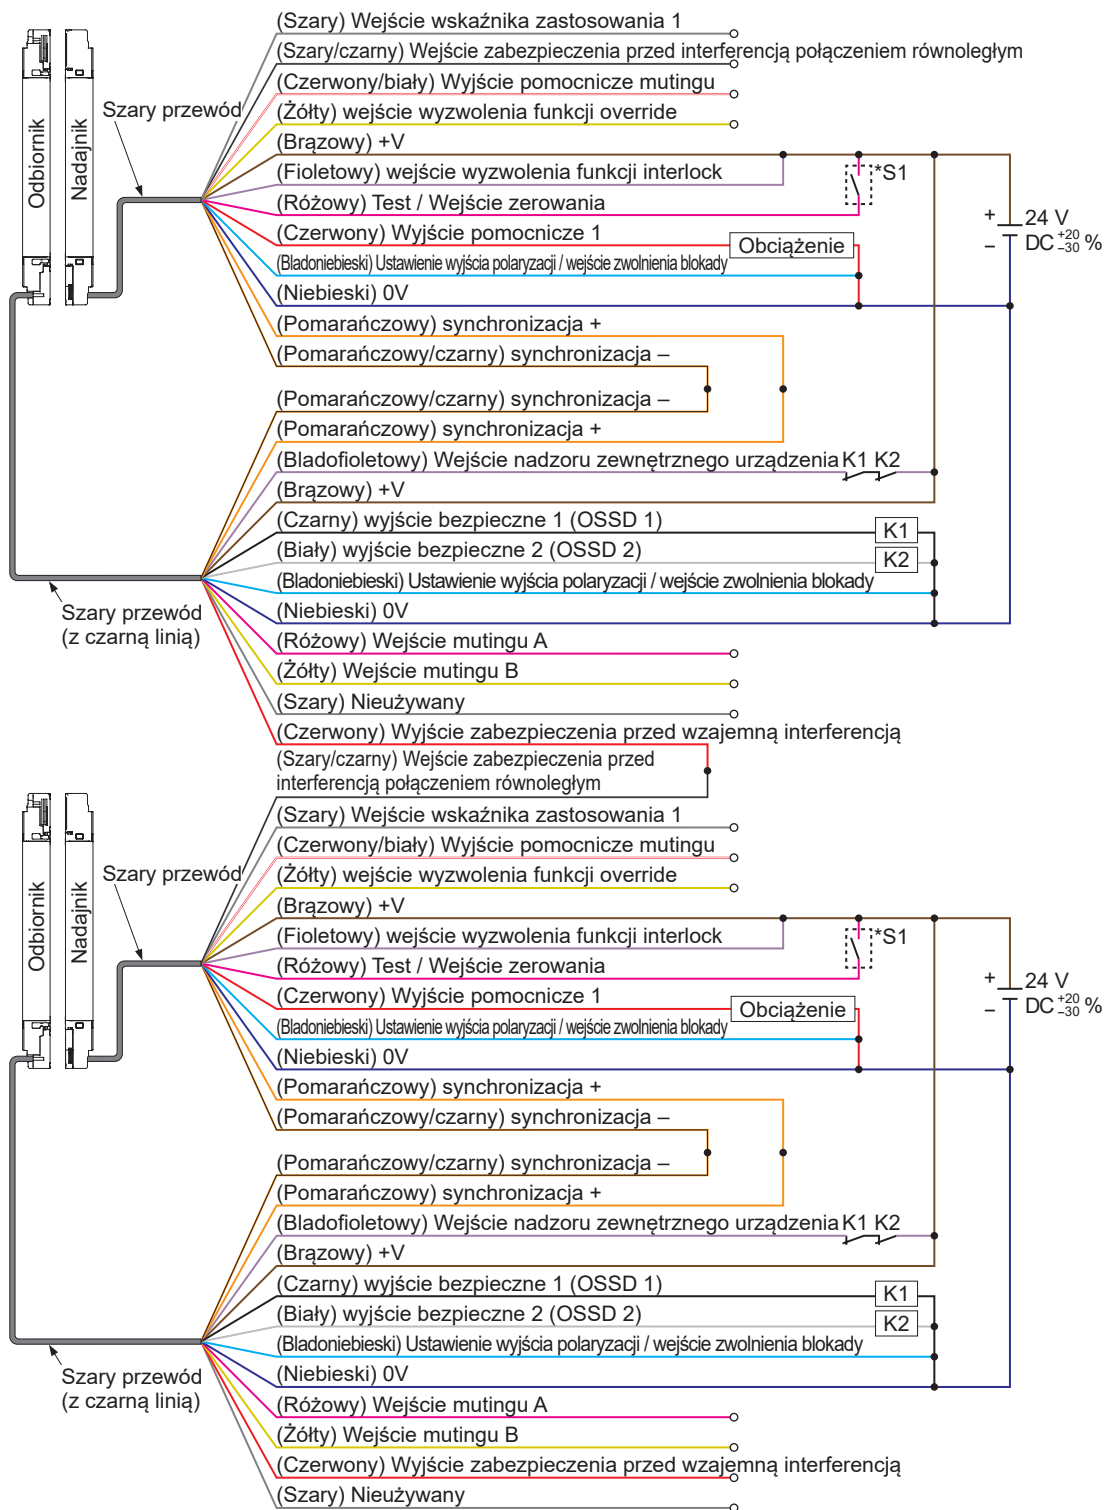 (Szary) Wejście wskaźnika zastosowania 1
(Szary/czarny) Wejście zabezpieczenia przed interferencją połączeniem równoległym
(Czerwony/biały) Wyjście pomocnicze mutingu
Szary przewód
(Żółty) wejście wyzwolenia funkcji override
(Brązowy) +V
(Fioletowy) wejście wyzwolenia funkcji interlock
*S1
(Różowy) Test / Wejście zerowania
Odbiornik
Nadajnik
+ 24 V
– DC +20 –30 %
(Czerwony) Wyjście pomocnicze 1
Obciążenie
(Bladoniebieski) Ustawienie wyjścia polaryzacji / wejście zwolnienia blokady
(Niebieski) 0V
(Pomarańczowy) synchronizacja +
(Pomarańczowy/czarny) synchronizacja –
(Pomarańczowy/czarny) synchronizacja –
(Pomarańczowy) synchronizacja +
(Bladofioletowy) Wejście nadzoru zewnętrznego urządzenia K1 K2
(Brązowy) +V
(Czarny) wyjście bezpieczne 1 (OSSD 1)
K1
(Biały) wyjście bezpieczne 2 (OSSD 2)
K2
(Bladoniebieski) Ustawienie wyjścia polaryzacji / wejście zwolnienia blokady
(Niebieski) 0V
Szary przewód
(z czarną linią)
(Różowy) Wejście mutingu A
(Żółty) Wejście mutingu B
(Szary) Nieużywany
(Czerwony) Wyjście zabezpieczenia przed wzajemną interferencją
(Szary/czarny) Wejście zabezpieczenia przed
interferencją połączeniem równoległym
(Szary) Wejście wskaźnika zastosowania 1
(Czerwony/biały) Wyjście pomocnicze mutingu
Szary przewód
(Żółty) wejście wyzwolenia funkcji override
(Brązowy) +V
(Fioletowy) wejście wyzwolenia funkcji interlock
*S1
(Różowy) Test / Wejście zerowania
Odbiornik
Nadajnik
+ 24 V
– DC +20 –30 %
(Czerwony) Wyjście pomocnicze 1
Obciążenie
(Bladoniebieski) Ustawienie wyjścia polaryzacji / wejście zwolnienia blokady
(Niebieski) 0V
(Pomarańczowy) synchronizacja +
(Pomarańczowy/czarny) synchronizacja –
(Pomarańczowy/czarny) synchronizacja –
(Pomarańczowy) synchronizacja +
(Bladofioletowy) Wejście nadzoru zewnętrznego urządzenia K1 K2
(Brązowy) +V
(Czarny) wyjście bezpieczne 1 (OSSD 1)
K1
(Biały) wyjście bezpieczne 2 (OSSD 2)
K2
(Bladoniebieski) Ustawienie wyjścia polaryzacji / wejście zwolnienia blokady
(Niebieski) 0V
Szary przewód
(z czarną linią)
(Różowy) Wejście mutingu A
(Żółty) Wejście mutingu B
(Czerwony) Wyjście zabezpieczenia przed wzajemną interferencją
(Szary) Nieużywany